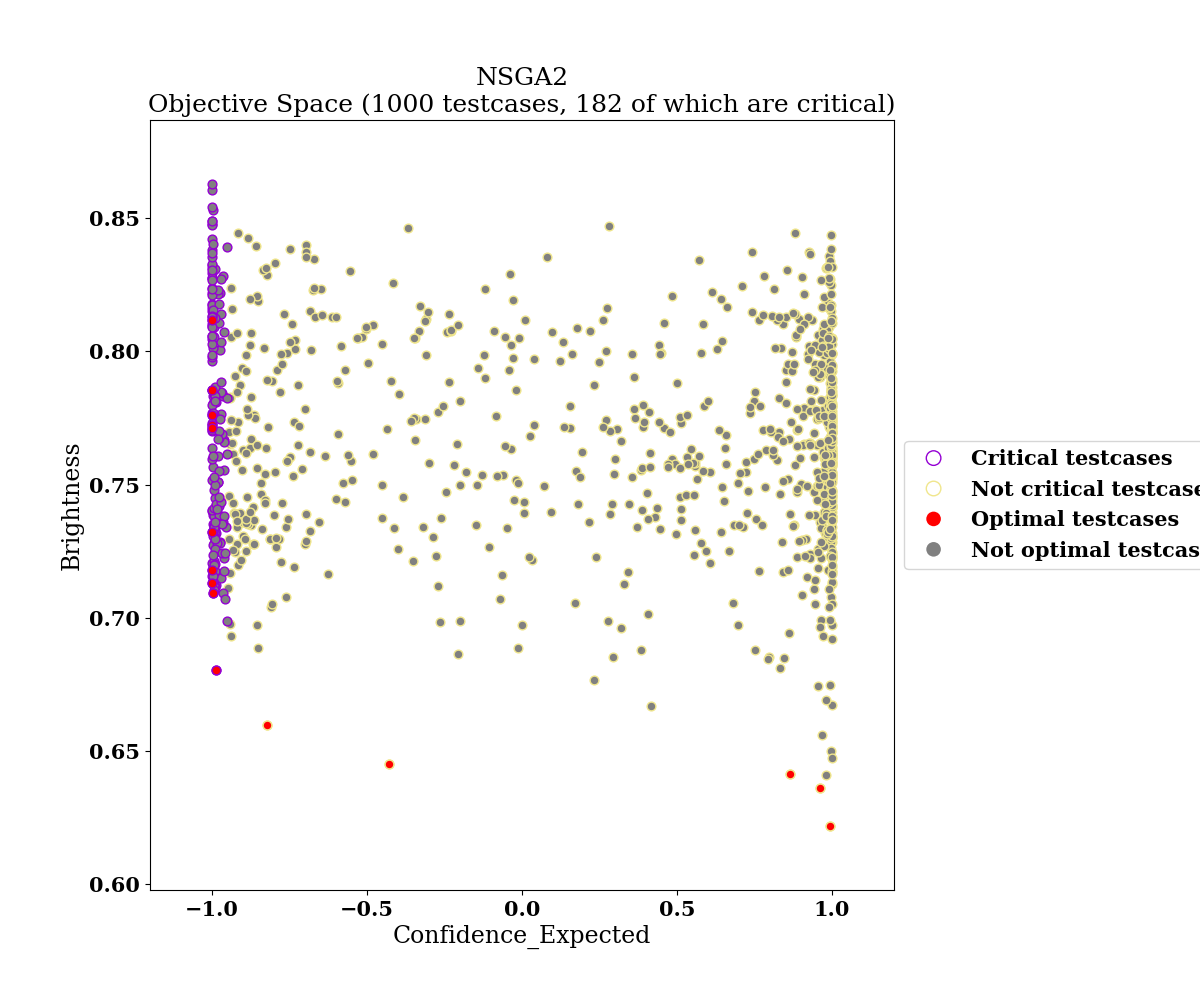 NSGA2
Objective Space (1000 testcases, 182 of which are critical)
0.85
0.80
0.75
0.70
0.65
0.60
Brightness
−1.0
−0.5
0.0
0.5
1.0
Confidence_Expected
Critical testcases
Not critical testcase
Optimal testcases
Not optimal testcas